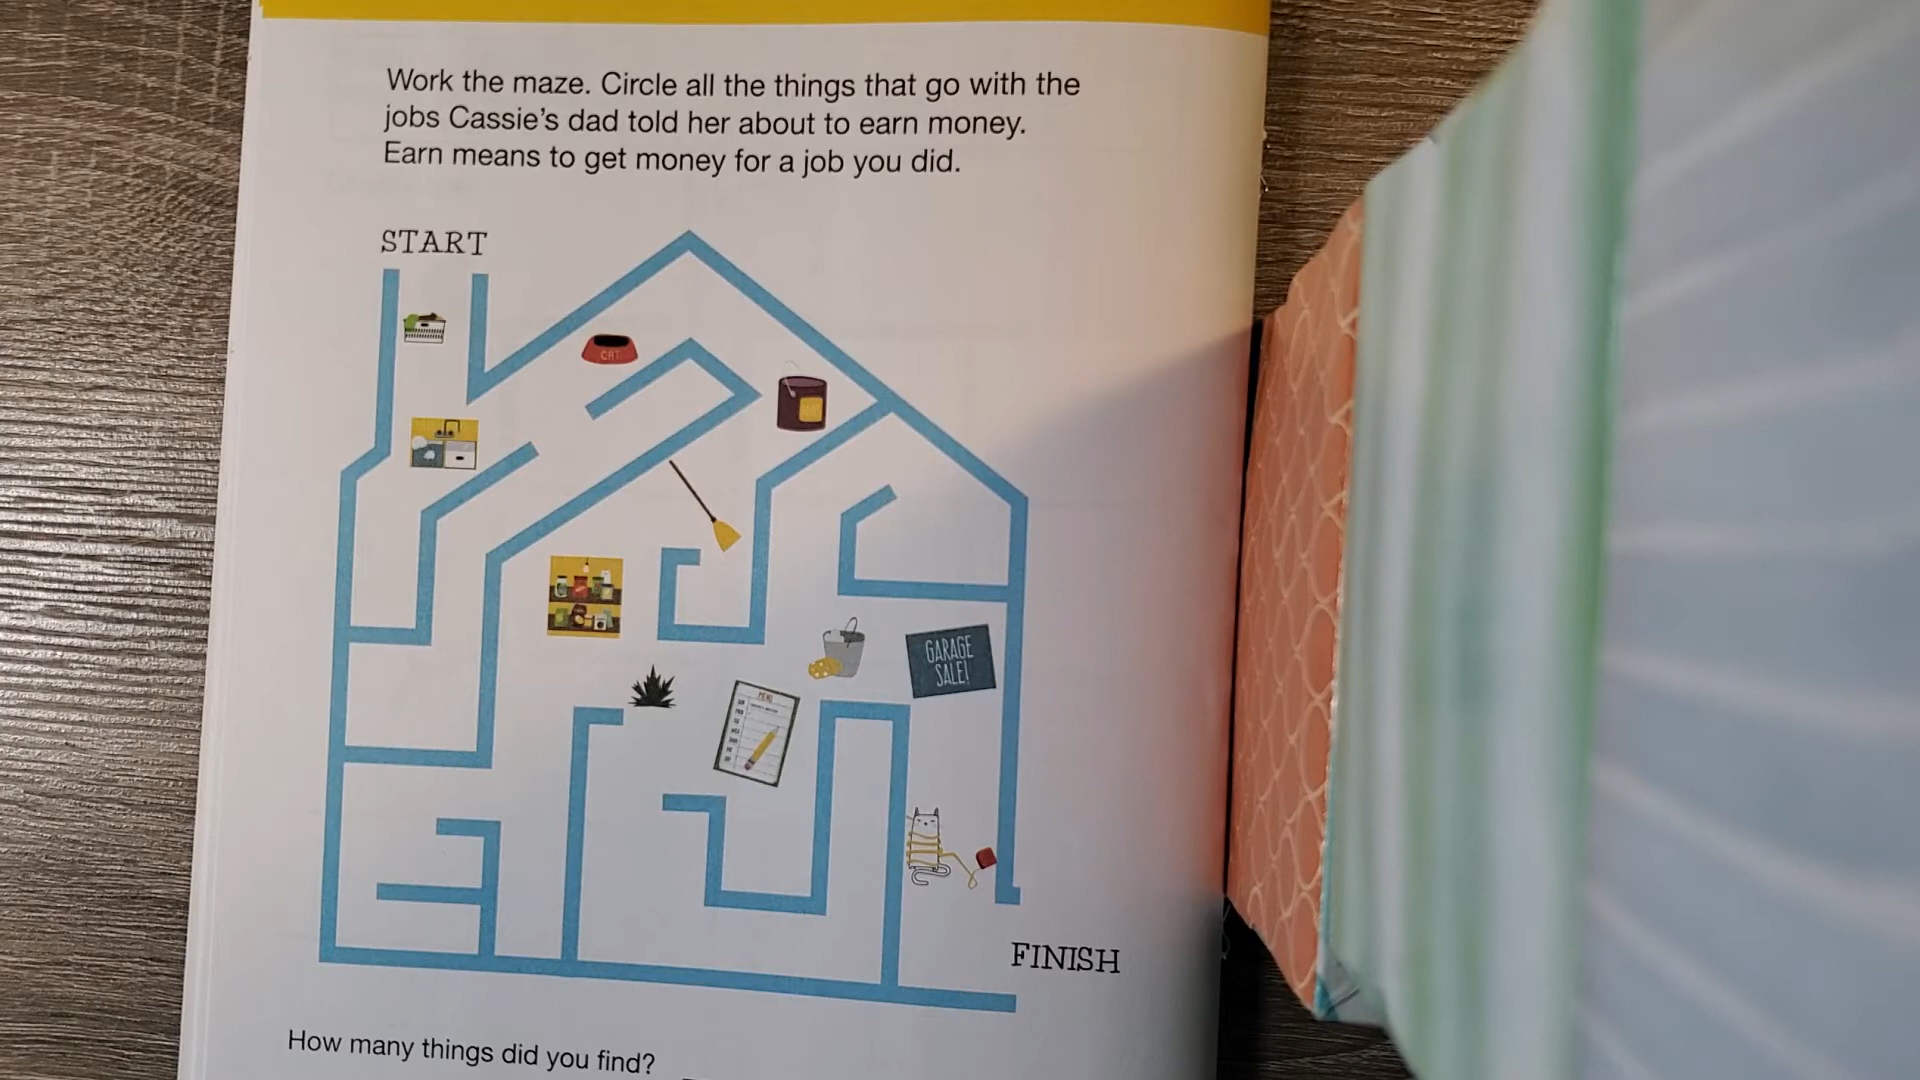 Work the maze. Circle all the things that go with the
jobs Cassie's dad told her about to earn money.
Earn means to get money for a job you did.
START
CAT
GARAGE
SALE!
MENU
FINISH
How many things did you find?